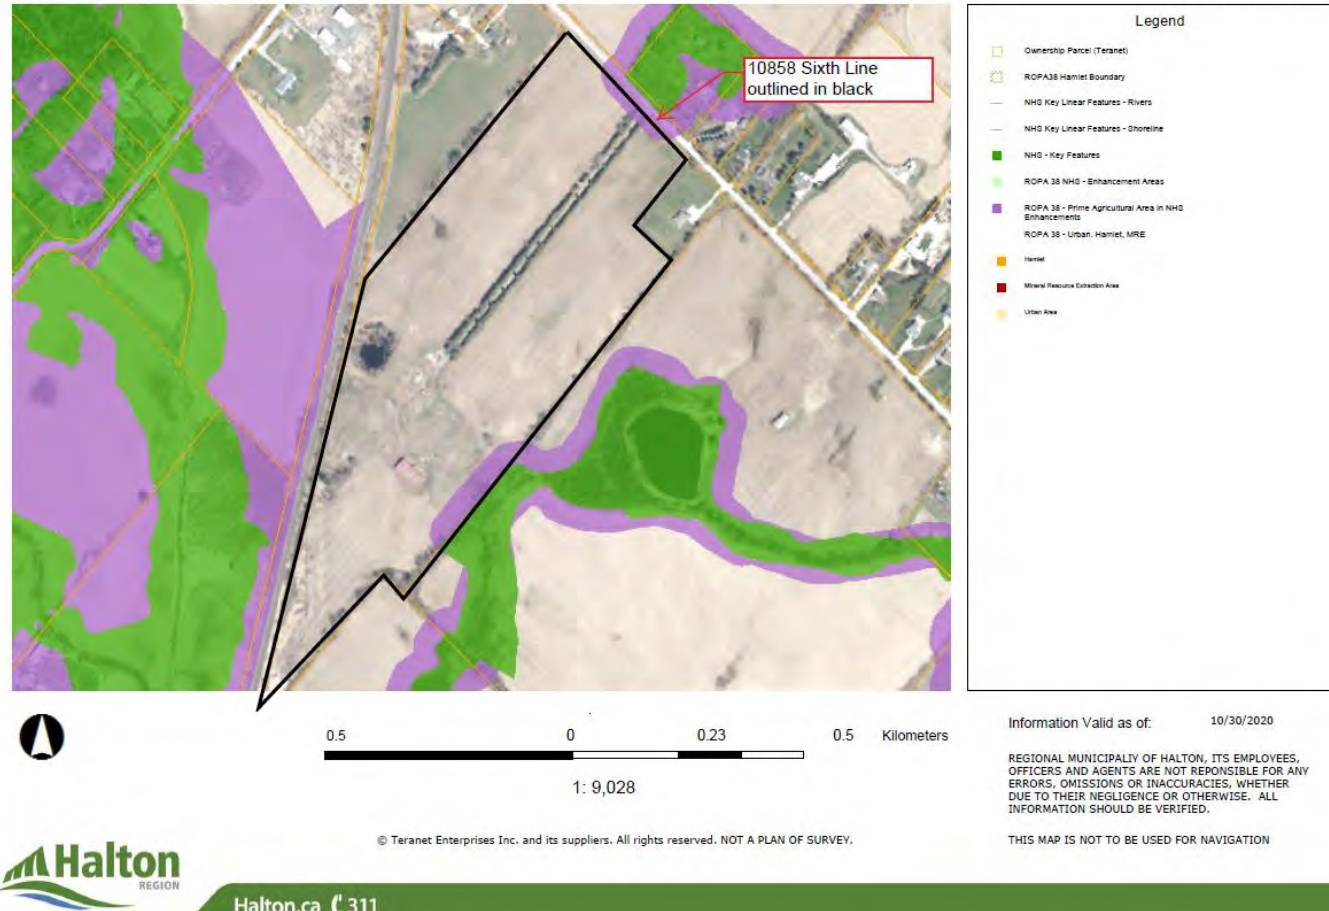 10858 Sixth Line
outlined in black
Legend
Ownership Parcel (Teranet)
ROPA38 Hamlet Boundary
NHS Key Linear Features - Rivers
NHS Key Linear Features - Shoreline
NHS - Key Features
ROPA 38 NHS - Enhancement Areas
ROPA 38 - Prime Agricultural Area in NHS
Enhancements
ROPA 38 - Urban, Hamlet, MRE
Hamlet
Mineral Resource Extraction Area
Urban Area
0.5 0 0.23 0.5 Kilometers
1: 9,028
Information Valid as of: 10/30/2020
REGIONAL MUNICIPALIY OF HALTON, ITS EMPLOYEES,
OFFICERS AND AGENTS ARE NOT REPONSIBLE FOR ANY
ERRORS, OMISSIONS OR INACCURACIES, WHETHER
DUE TO THEIR NEGLIGENCE OR OTHERWISE. ALL
INFORMATION SHOULD BE VERIFIED.
© Teranet Enterprises Inc. and its suppliers. All rights reserved. NOT A PLAN OF SURVEY.
THIS MAP IS NOT TO BE USED FOR NAVIGATION
Halton
REGION
Halton.ca 311